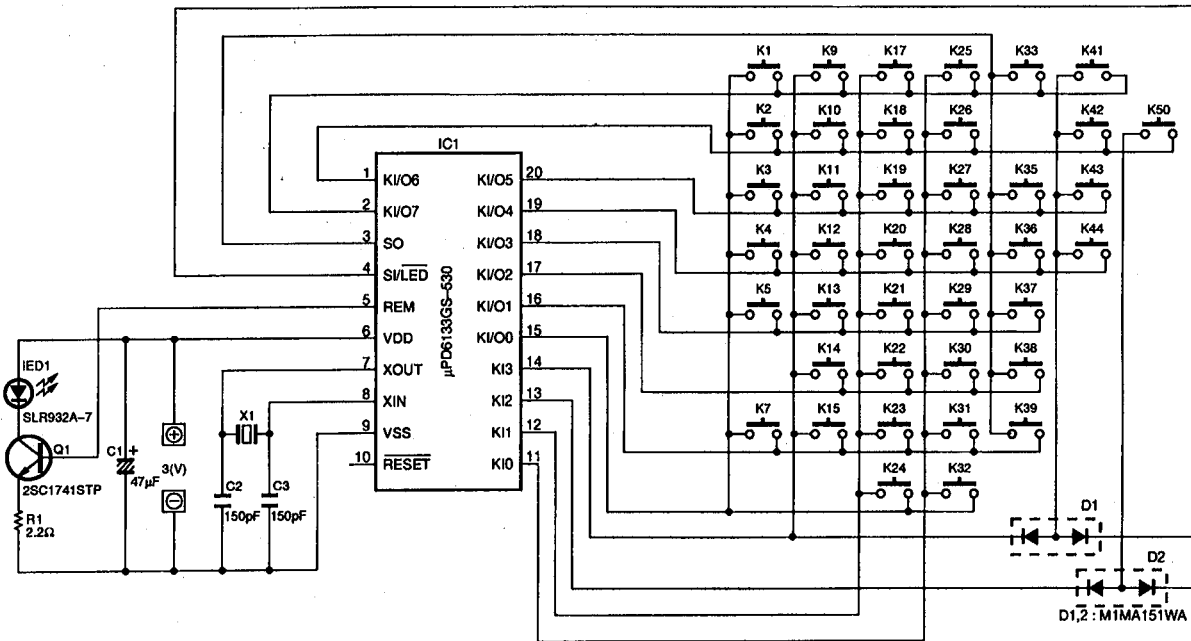 K1 K9 K17 K25 K33 K41
K2 K10 K18 K26 K42 K50
IC1
1 KI/O6 KI/O5 20
K3 K11 K19 K27 K35 K43
2 KI/O7 KI/O4 19
3 SO KI/O3 18
K4 K12 K20 K28 K36 K44
4 SI/LED KI/O2 17
5 REM KI/O1 16
K5 K13 K21 K29 K37
6 VDD KI/O0 15
7 XOUT KI3 14
K14 K22 K30 K38
8 XIN KI2 13
9 VSS KI1 12
10 RESET KI0 11
μPD6133GS-530
K7 K15 K23 K31 K39
K24 K32
IED1
SLR932A-7
Q1
2SC1741STP
R1
2.2Ω
C1 +
47μF
3(V)
X1
C2
150pF
C3
150pF
D1
D2
D1,2 : M1MA151WA